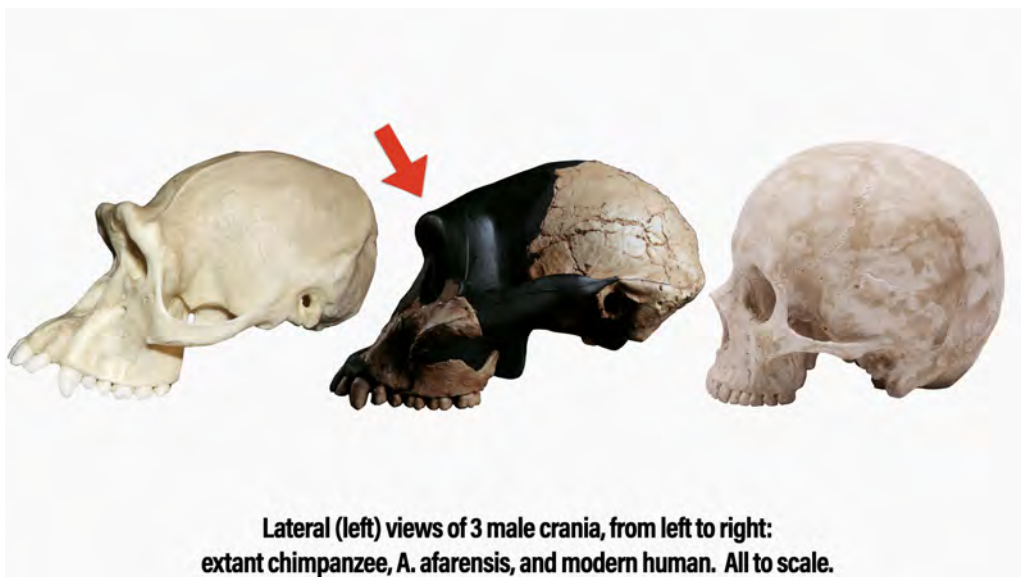 Lateral (left) views of 3 male crania, from left to right:
extant chimpanzee, A. afarensis, and modern human.  All to scale.